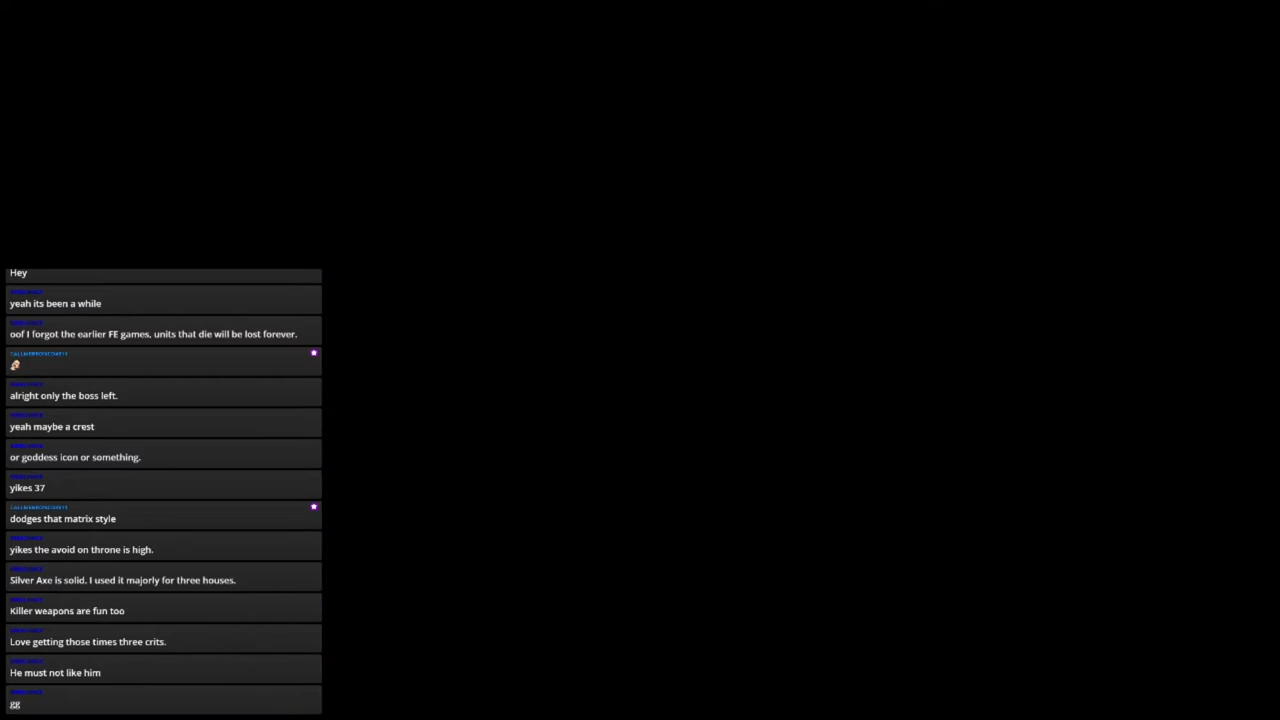 Hey
yeah its been a while
oof I forgot the earlier FE games, units that die will be lost forever.
alright only the boss left.
yeah maybe a crest
or goddess icon or something.
yikes 37
dodges that matrix style
yikes the avoid on throne is high.
Silver Axe is solid. I used it majorly for three houses.
Killer weapons are fun too
Love getting those times three crits.
He must not like him
gg